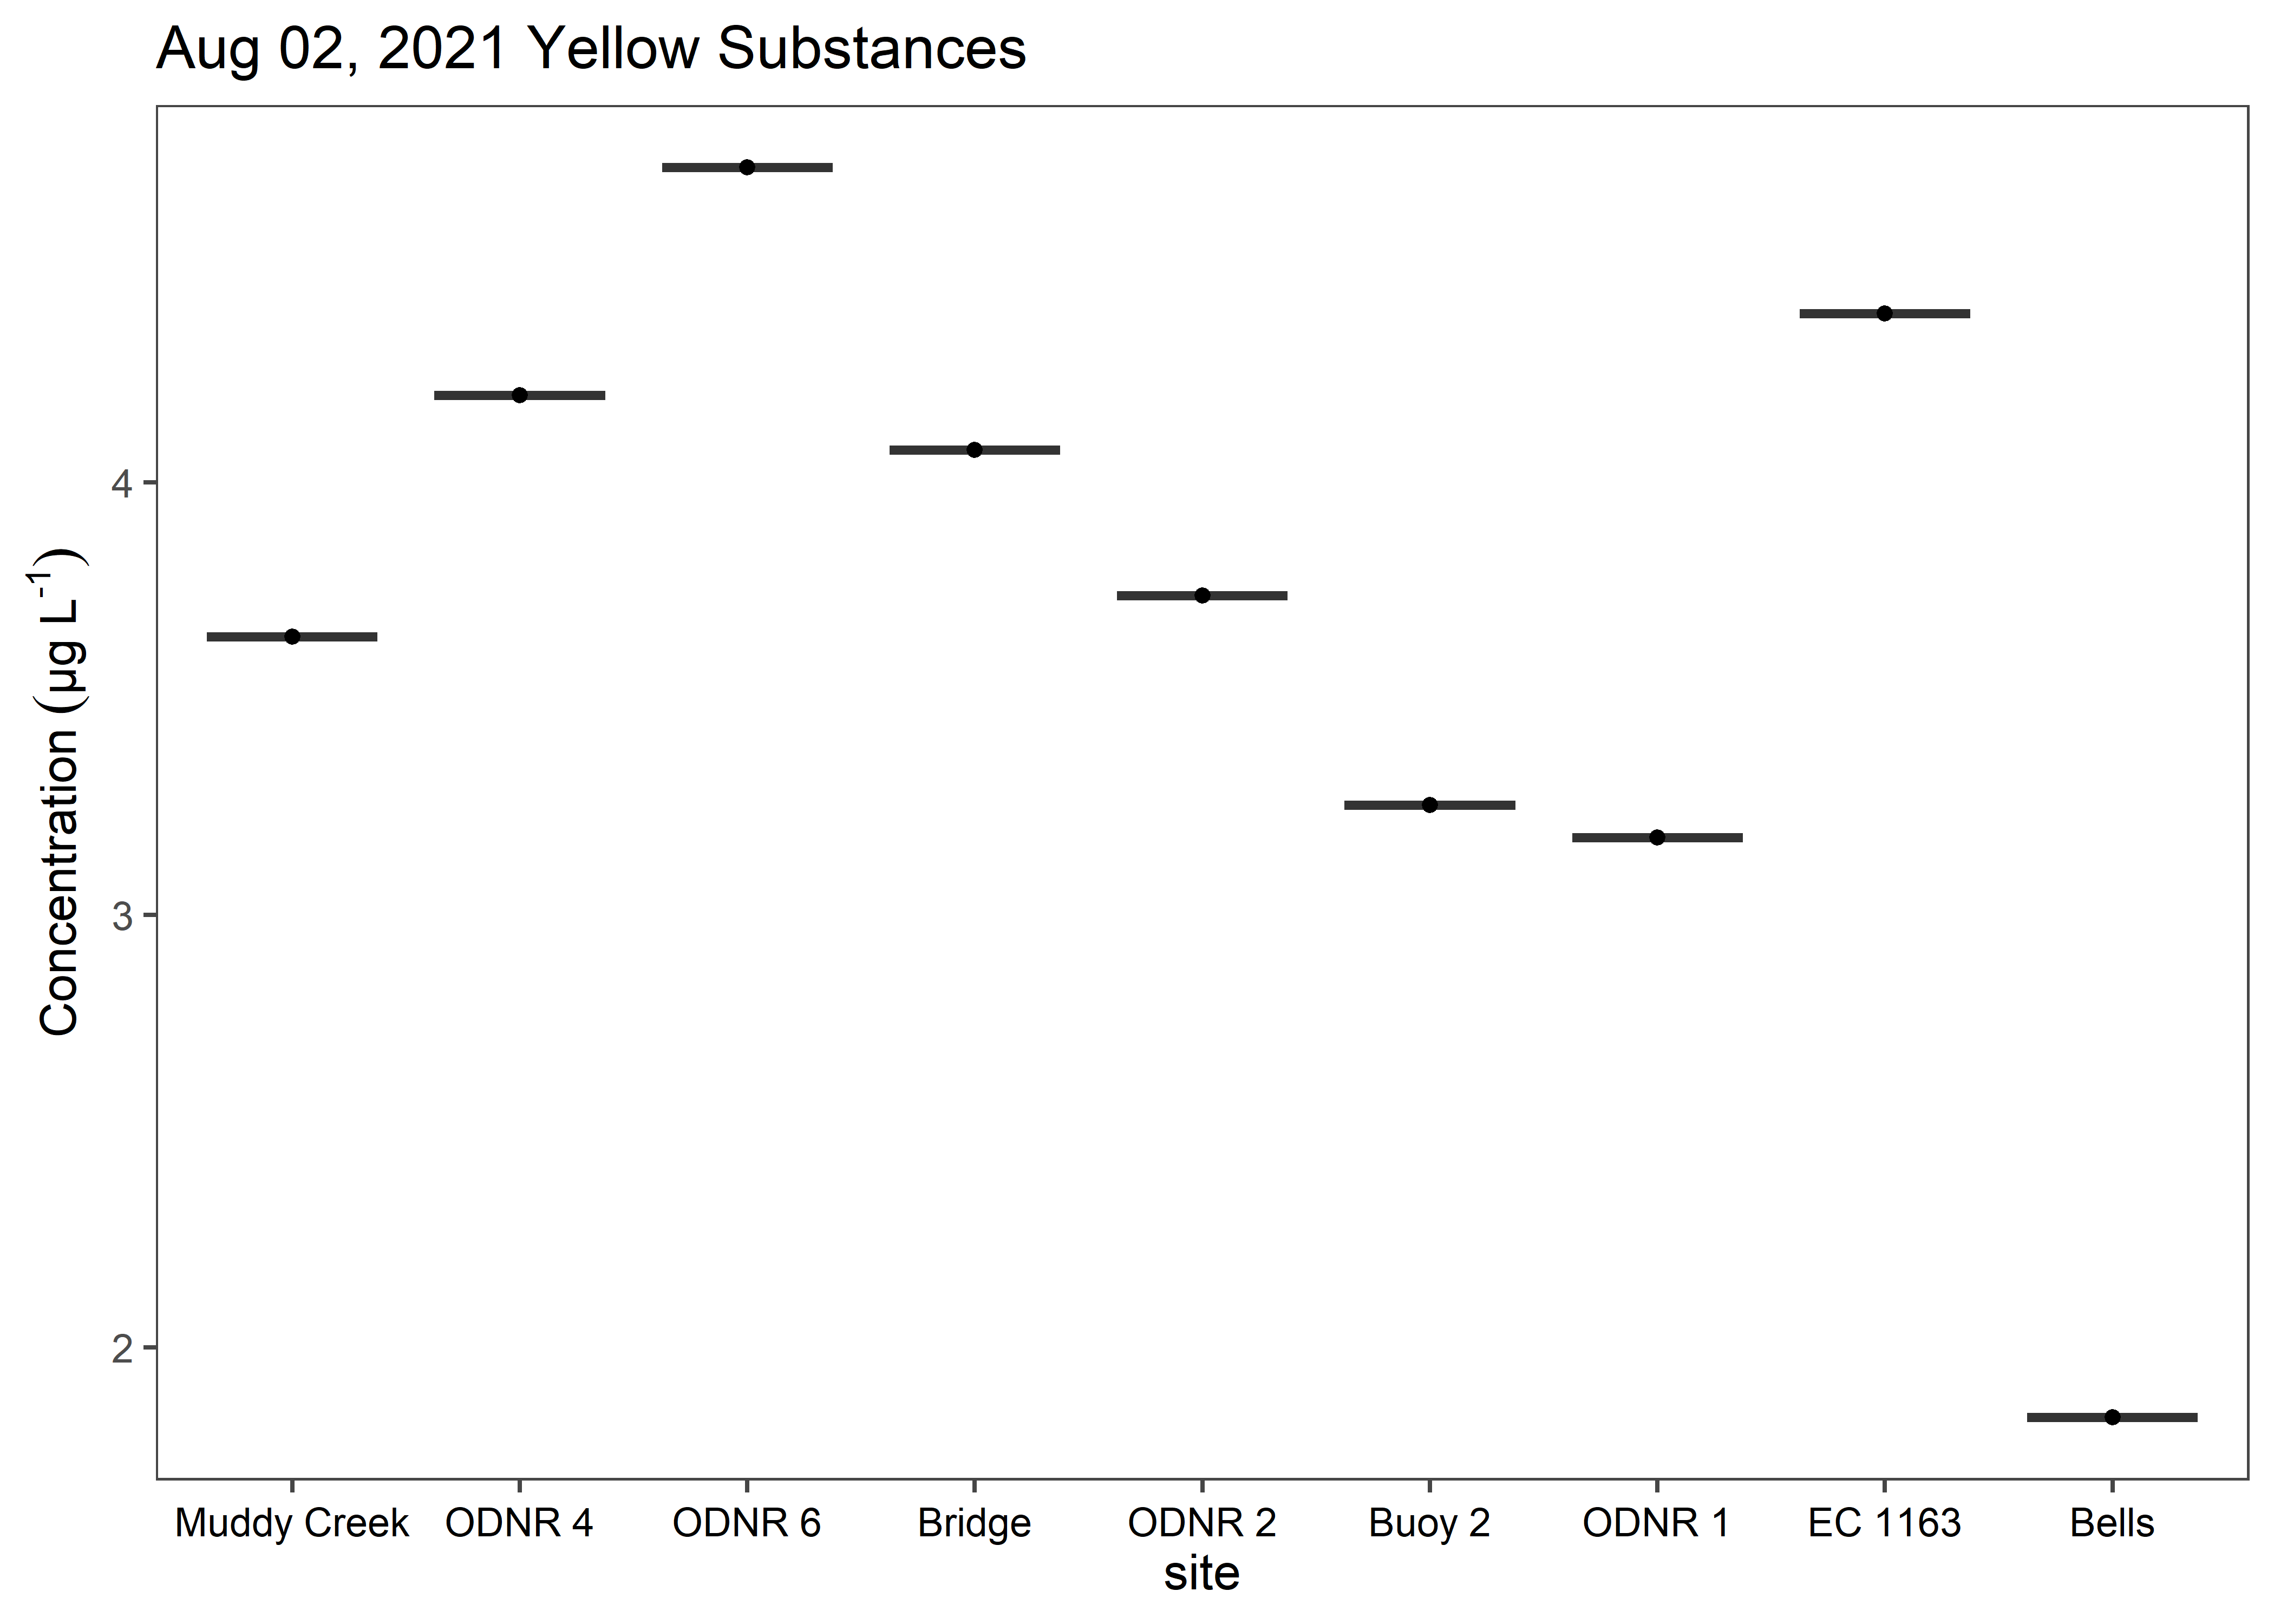 Aug 02, 2021 Yellow Substances
Concentration (µg L⁻¹)
4
3
2
Muddy Creek ODNR 4 ODNR 6 Bridge ODNR 2 Buoy 2 ODNR 1 EC 1163 Bells
site